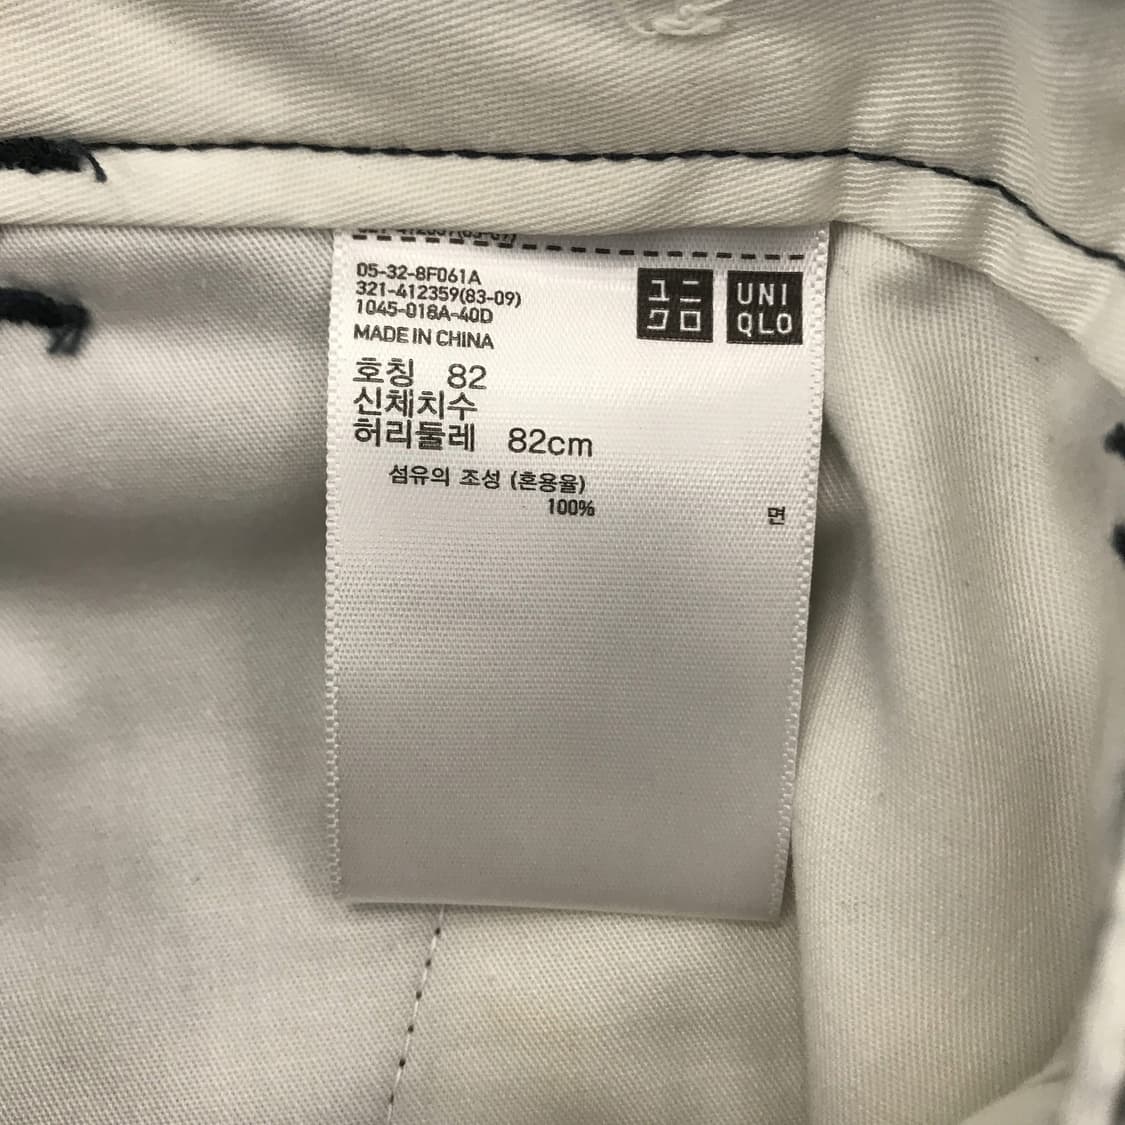 05-32-8F061A
321-412359(83-09)
1045-018A-40D
MADE IN CHINA
ユニ
クロ
UNI
QLO
호칭 82
신체치수
허리둘레 82cm
섬유의 조성 (혼용율)
100% 면